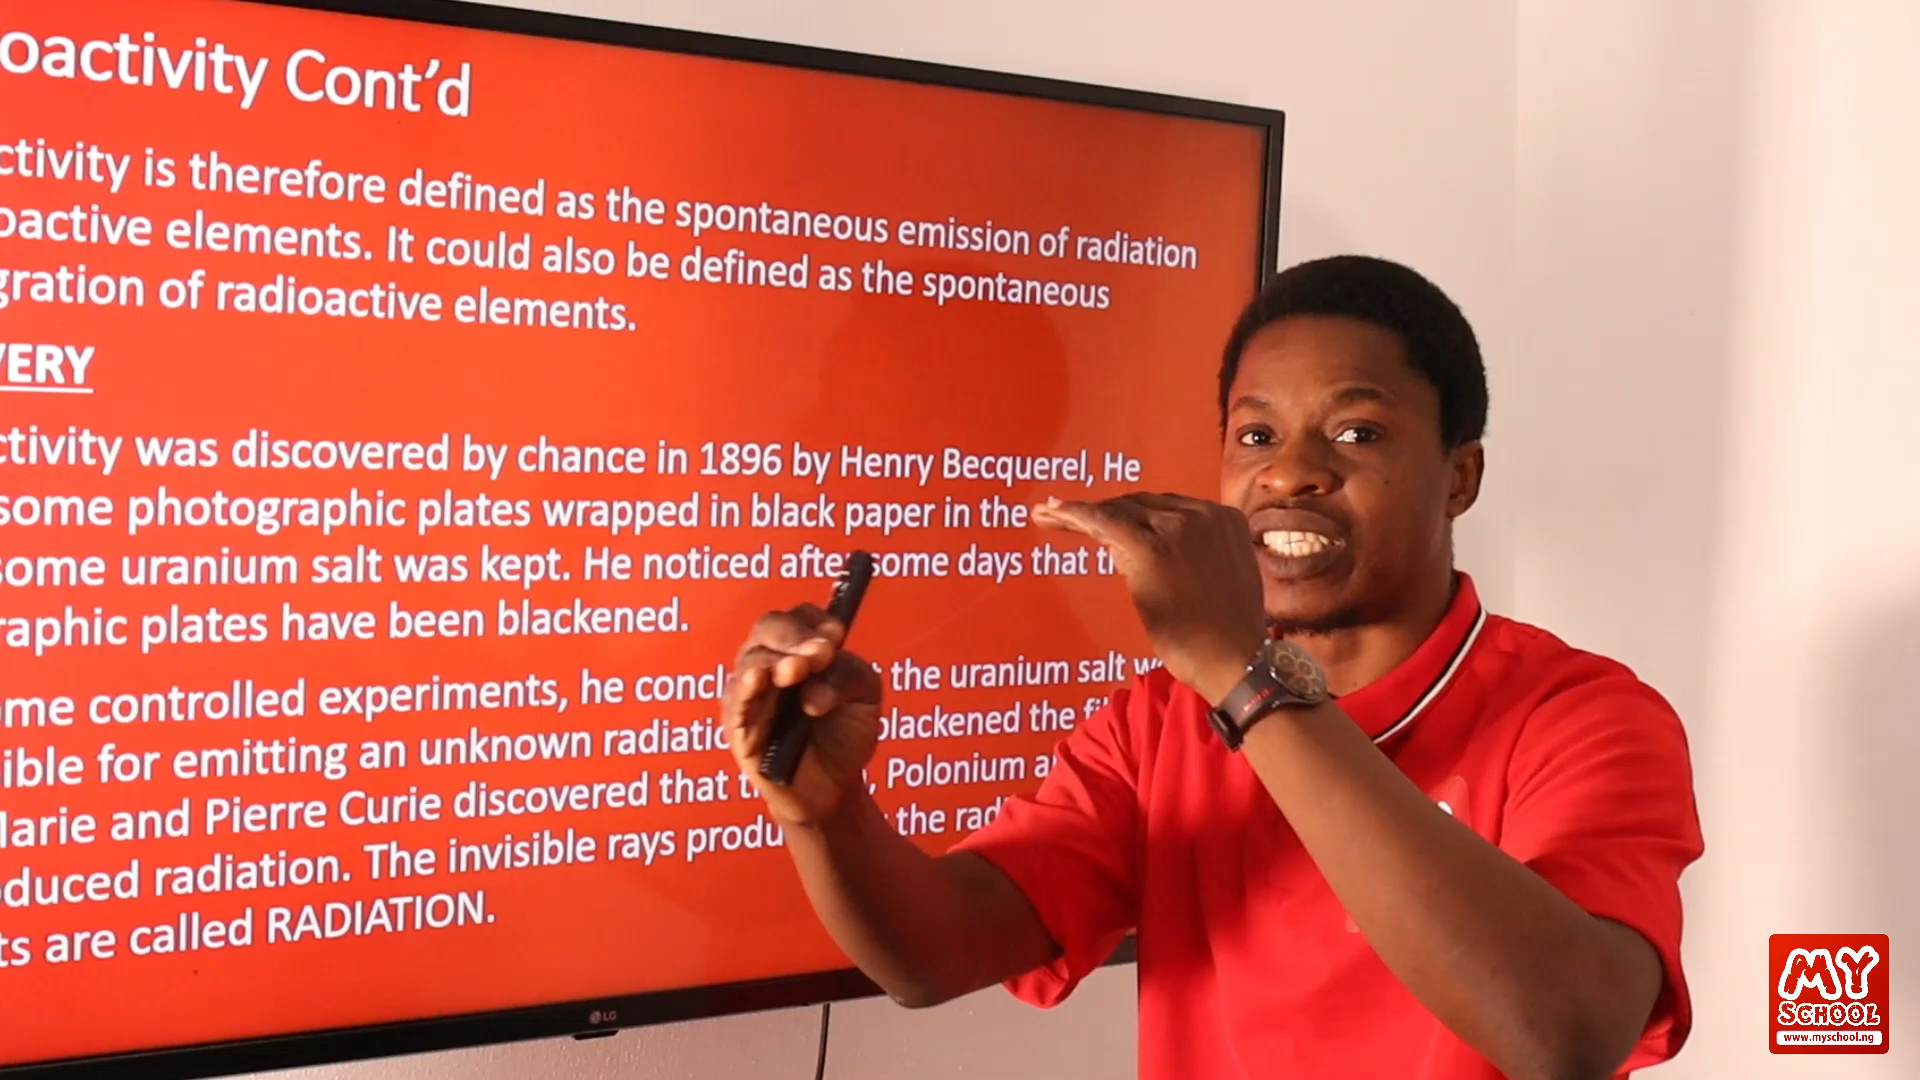 oactivity Cont'd
ctivity is therefore defined as the spontaneous emission of radiation
oactive elements. It could also be defined as the spontaneous
gration of radioactive elements.
VERY
ctivity was discovered by chance in 1896 by Henry Becquerel, He
some photographic plates wrapped in black paper in the
some uranium salt was kept. He noticed after some days that
raphic plates have been blackened.
ome controlled experiments, he concl the uranium salt
ible for emitting an unknown radiatio blackened the
Marie and Pierre Curie discovered that , Polonium
duced radiation. The invisible rays produ the rad
ts are called RADIATION.
LG
MY
SCHOOL
www.myschool.ng